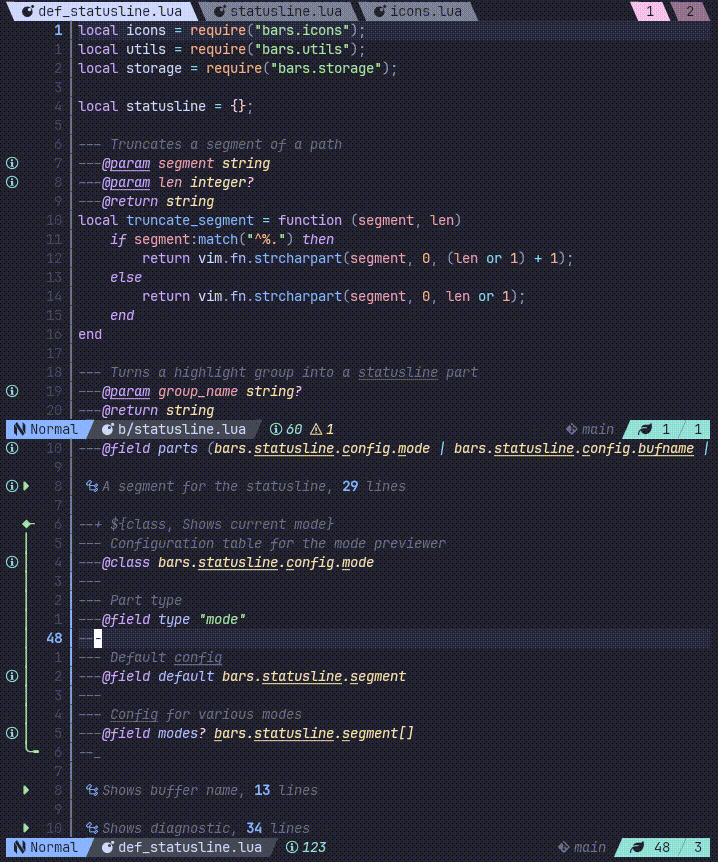 def_statusline.lua statusline.lua icons.lua 1 2
1 local icons = require("bars.icons");
1 local utils = require("bars.utils");
2 local storage = require("bars.storage");
3
4 local statusline = {};
5
6 --- Truncates a segment of a path
7 ---@param segment string
8 ---@param len integer?
9 ---@return string
10 local truncate_segment = function (segment, len)
11 if segment:match("^%.") then
12 return vim.fn.strcharpart(segment, 0, (len or 1) + 1);
13 else
14 return vim.fn.strcharpart(segment, 0, len or 1);
15 end
16 end
17
18 --- Turns a highlight group into a statusline part
19 ---@param group_name string?
20 ---@return string
Normal b/statusline.lua 60 1 main 1 1
10 ---@field parts (bars.statusline.config.mode | bars.statusline.config.bufname |
9
8 A segment for the statusline, 29 lines
7
6 --+ ${class, Shows current mode}
5 --- Configuration table for the mode previewer
4 ---@class bars.statusline.config.mode
3 ---
2 --- Part type
1 ---@field type "mode"
48 ---
1 --- Default config
2 ---@field default bars.statusline.segment
3 ---
4 --- Config for various modes
5 ---@field modes? bars.statusline.segment[]
6 --_
7
8 Shows buffer name, 13 lines
9
10 Shows diagnostic, 34 lines
Normal def_statusline.lua 123 main 48 3